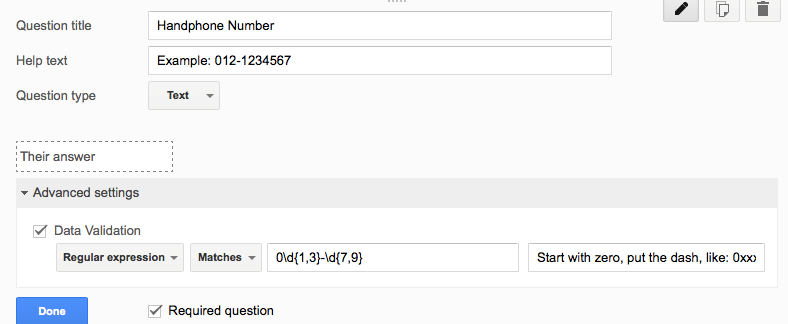 Question title Handphone Number
Help text Example: 012-1234567
Question type Text
Their answer
Advanced settings
Data Validation
Regular expression Matches 0\d{1,3}-\d{7,9} Start with zero, put the dash, like: 0xx
Done Required question